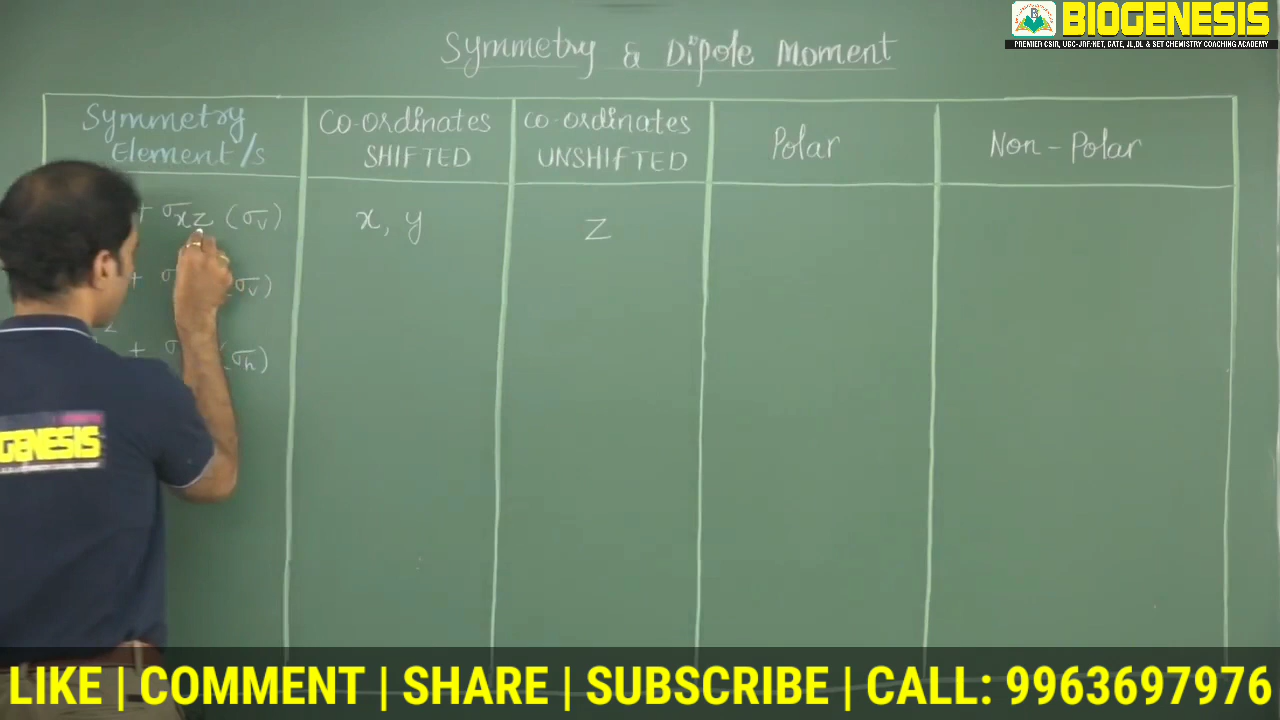 BIOGENESIS
PREMIER CSIR, UGC-JRF/NET, GATE, JL,DL & SET CHEMISTRY COACHING ACADEMY
Symmetry & Dipole Moment
Symmetry Element/s
Co-ordinates SHIFTED
Co-ordinates UNSHIFTED
Polar
Non-Polar
+ σxz (σv)
x, y
z
+ σ
σv)
z
+ σ
(σh)
OGENESIS
LIKE | COMMENT | SHARE | SUBSCRIBE | CALL: 9963697976